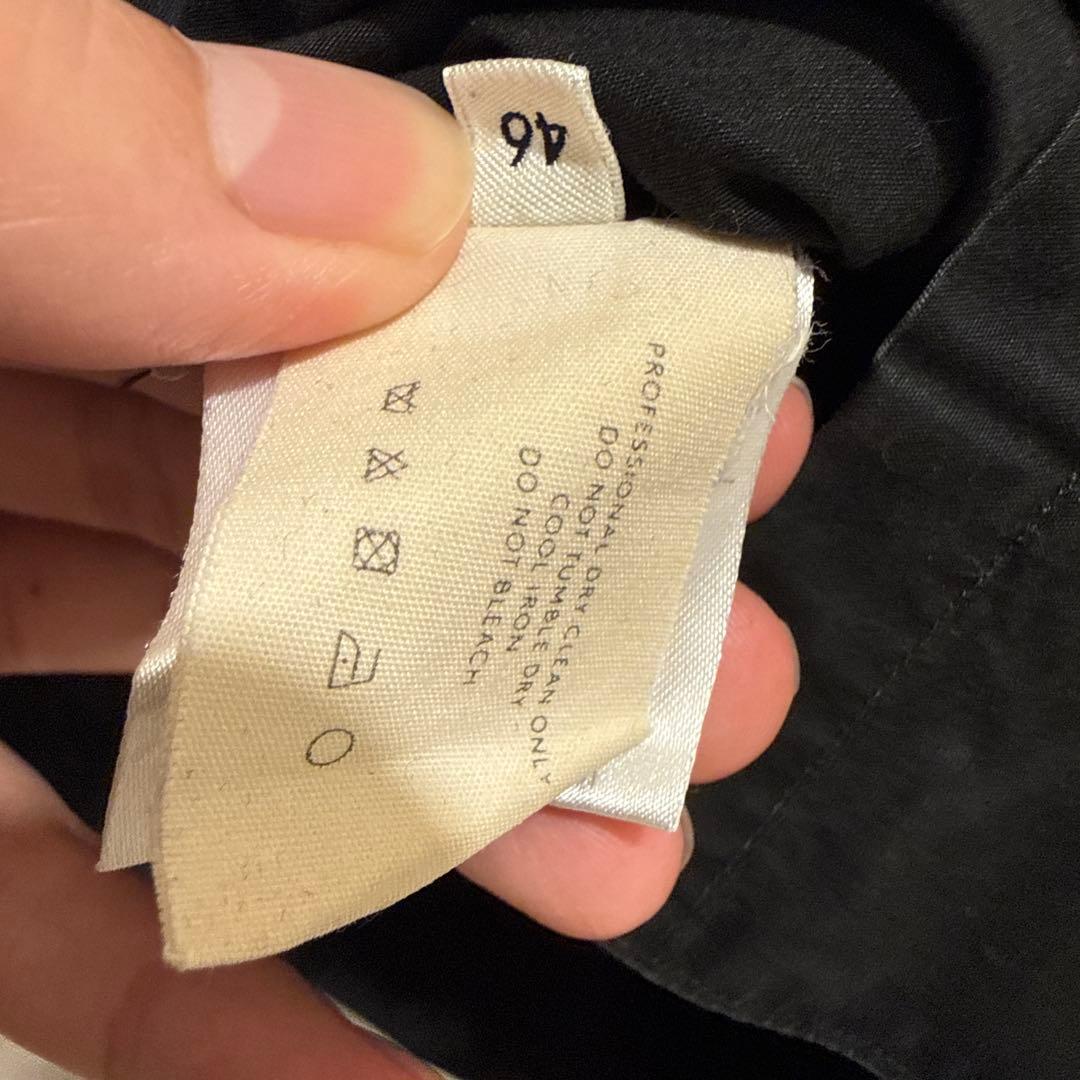 46
PROFESSIONAL DRY CLEAN ONLY
DO NOT TUMBLE DRY
COOL IRON
DO NOT BLEACH